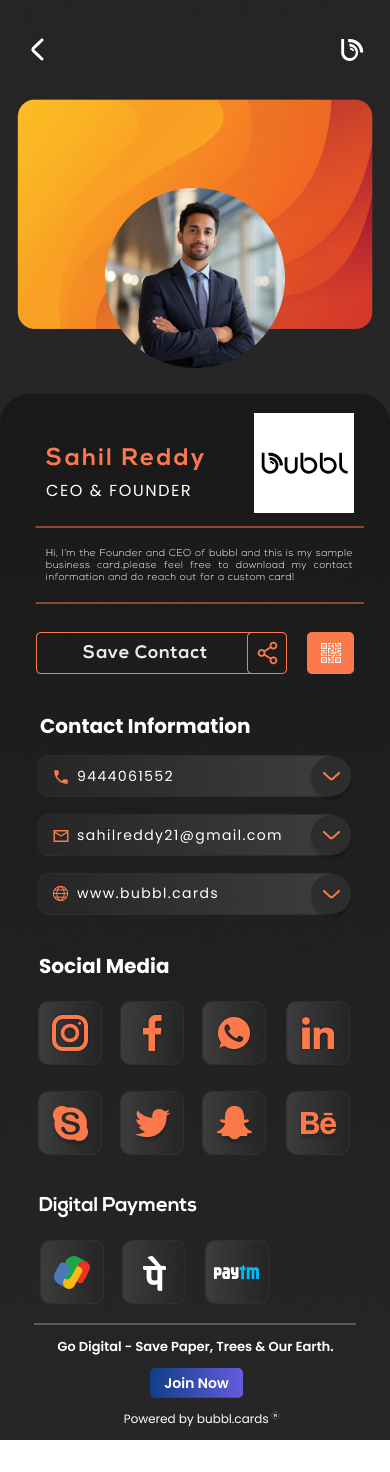 bubbl
Sahil Reddy
CEO & FOUNDER
Hi, I'm the Founder and CEO of bubbl and this is my sample
business card.please feel free to download my contact
information and do reach out for a custom card!
Save Contact
Contact Information
9444061552
sahilreddy21@gmail.com
www.bubbl.cards
Social Media
Bē
Digital Payments
पे
paytm
Go Digital - Save Paper, Trees & Our Earth.
Join Now
Powered by bubbl.cards ®